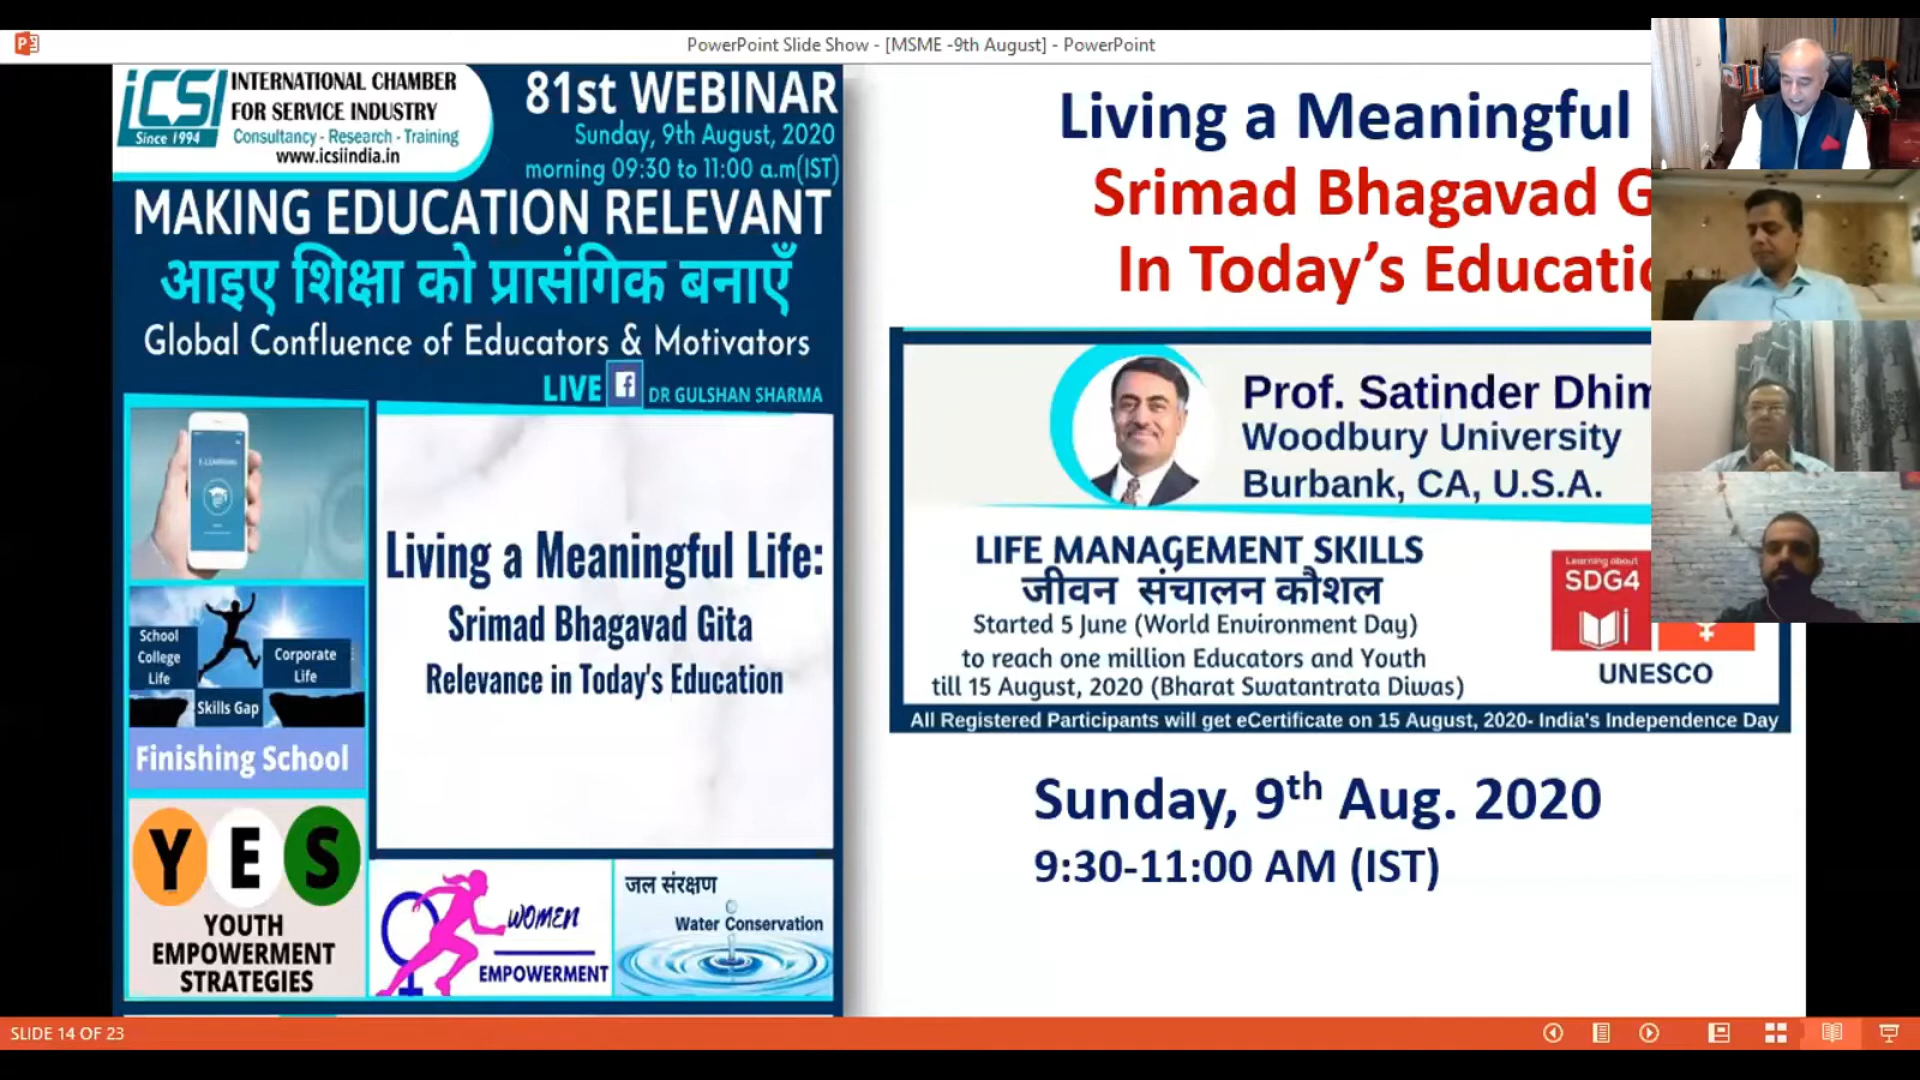 PowerPoint Slide Show - [MSME -9th August] - PowerPoint
iCSI
Since 1994
INTERNATIONAL CHAMBER
FOR SERVICE INDUSTRY
Consultancy - Research - Training
www.icsiindia.in
81st WEBINAR
Sunday, 9th August, 2020
morning 09:30 to 11:00 a.m(IST)
MAKING EDUCATION RELEVANT
आइए शिक्षा को प्रासंगिक बनाएँ
Global Confluence of Educators & Motivators
LIVE f DR GULSHAN SHARMA
E-LEARNING
School
College
Life
Corporate
Life
Skills Gap
Finishing School
YES
YOUTH
EMPOWERMENT
STRATEGIES
Living a Meaningful Life:
Srimad Bhagavad Gita
Relevance in Today's Education
WOMEN
EMPOWERMENT
जल संरक्षण
Water Conservation
Living a Meaningful
Srimad Bhagavad G
In Today’s Educatio
Prof. Satinder Dhim
Woodbury University
Burbank, CA, U.S.A.
LIFE MANAGEMENT SKILLS
जीवन संचालन कौशल
Started 5 June (World Environment Day)
to reach one million Educators and Youth
till 15 August, 2020 (Bharat Swatantrata Diwas)
Learning about
SDG4
UNESCO
All Registered Participants will get eCertificate on 15 August, 2020- India's Independence Day
Sunday, 9th Aug. 2020
9:30-11:00 AM (IST)
SLIDE 14 OF 23